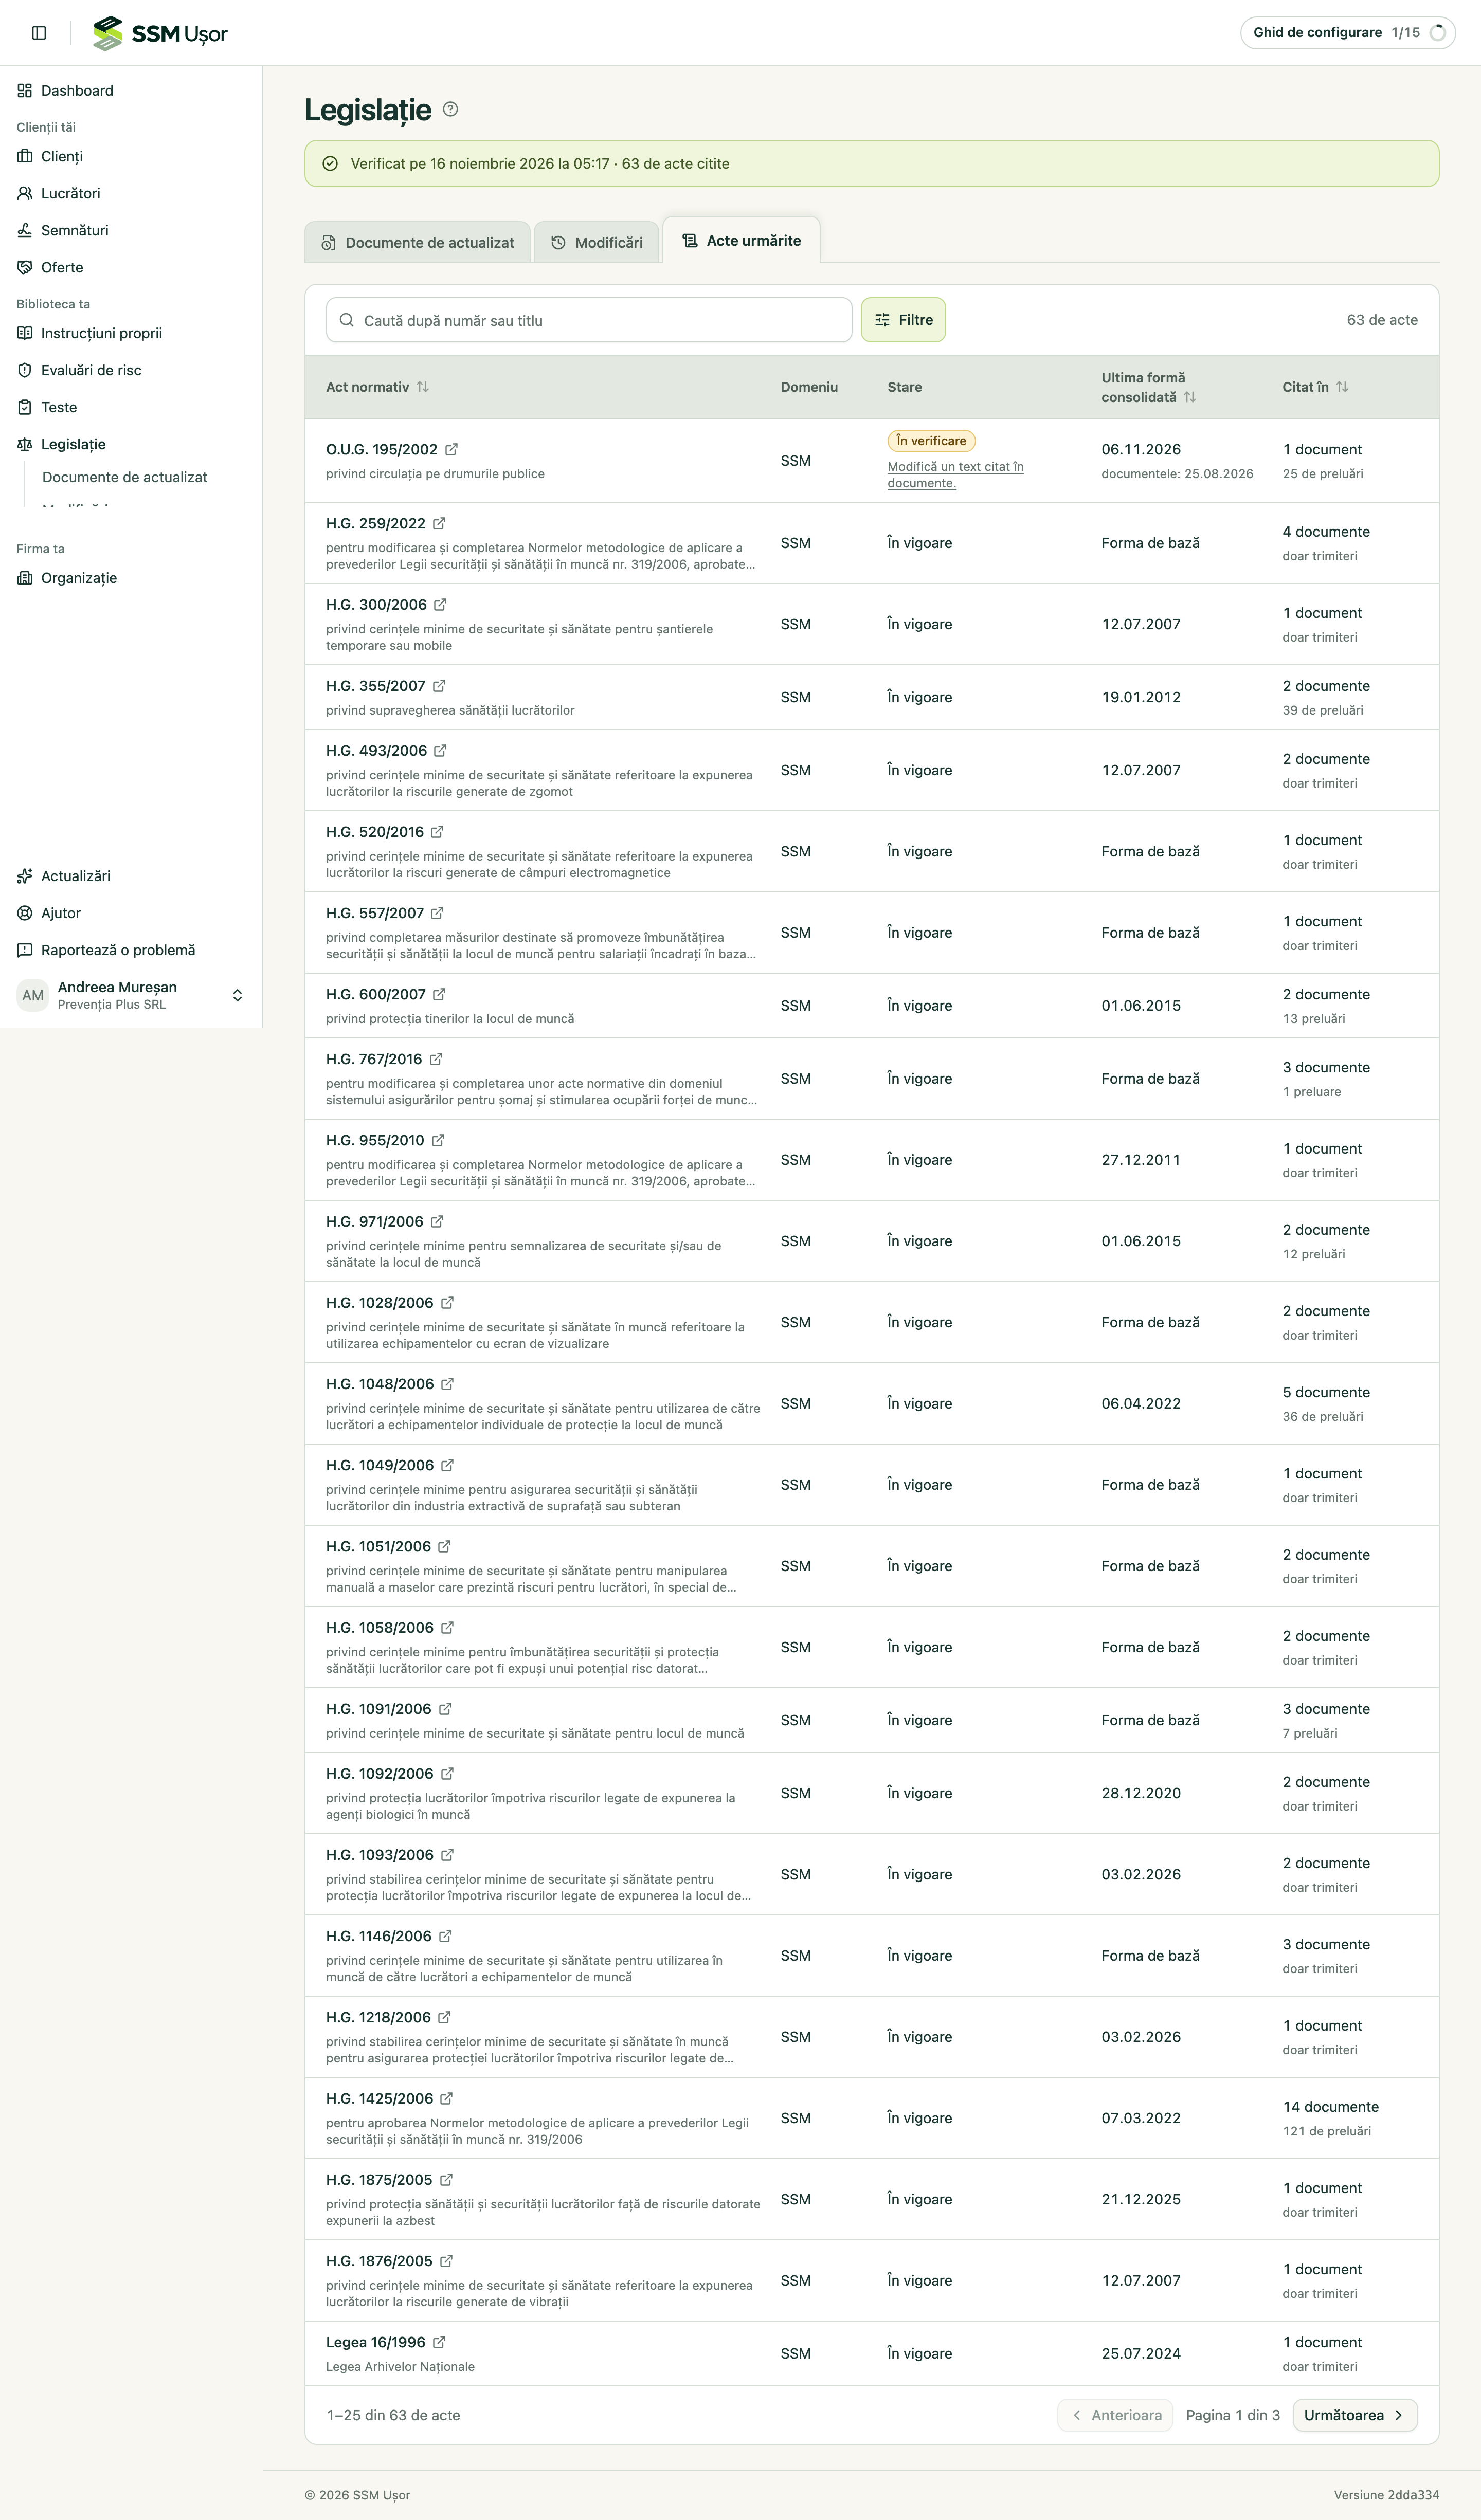 SSM Ușor
Ghid de configurare 1/15
Dashboard
Clienții tăi
Clienți
Lucrători
Semnături
Oferte
Biblioteca ta
Instrucțiuni proprii
Evaluări de risc
Teste
Legislație
Documente de actualizat
Firma ta
Organizație
Actualizări
Ajutor
Raportează o problemă
AM
Andreea Mureșan
Prevenția Plus SRL
Legislație
Verificat pe 16 noiembrie 2026 la 05:17 · 63 de acte citite
Documente de actualizat
Modificări
Acte urmărite
Caută după număr sau titlu
Filtre
63 de acte
Act normativ
Domeniu
Stare
Ultima formă
consolidată
Citat în
O.U.G. 195/2002
privind circulația pe drumurile publice
SSM
În verificare
Modifică un text citat în
documente.
06.11.2026
documentele: 25.08.2026
1 document
25 de preluări
H.G. 259/2022
pentru modificarea și completarea Normelor metodologice de aplicare a
prevederilor Legii securității și sănătății în muncă nr. 319/2006, aprobate...
SSM
În vigoare
Forma de bază
4 documente
doar trimiteri
H.G. 300/2006
privind cerințele minime de securitate și sănătate pentru șantierele
temporare sau mobile
SSM
În vigoare
12.07.2007
1 document
doar trimiteri
H.G. 355/2007
privind supravegherea sănătății lucrătorilor
SSM
În vigoare
19.01.2012
2 documente
39 de preluări
H.G. 493/2006
privind cerințele minime de securitate și sănătate referitoare la expunerea
lucrătorilor la riscurile generate de zgomot
SSM
În vigoare
12.07.2007
2 documente
doar trimiteri
H.G. 520/2016
privind cerințele minime de securitate și sănătate referitoare la expunerea
lucrătorilor la riscuri generate de câmpuri electromagnetice
SSM
În vigoare
Forma de bază
1 document
doar trimiteri
H.G. 557/2007
privind completarea măsurilor destinate să promoveze îmbunătățirea
securității și sănătății la locul de muncă pentru salariații încadrați în baza...
SSM
În vigoare
Forma de bază
1 document
doar trimiteri
H.G. 600/2007
privind protecția tinerilor la locul de muncă
SSM
În vigoare
01.06.2015
2 documente
13 preluări
H.G. 767/2016
pentru modificarea și completarea unor acte normative din domeniul
sistemului asigurărilor pentru șomaj și stimularea ocupării forței de munc...
SSM
În vigoare
Forma de bază
3 documente
1 preluare
H.G. 955/2010
pentru modificarea și completarea Normelor metodologice de aplicare a
prevederilor Legii securității și sănătății în muncă nr. 319/2006, aprobate...
SSM
În vigoare
27.12.2011
1 document
doar trimiteri
H.G. 971/2006
privind cerințele minime pentru semnalizarea de securitate și/sau de
sănătate la locul de muncă
SSM
În vigoare
01.06.2015
2 documente
12 preluări
H.G. 1028/2006
privind cerințele minime de securitate și sănătate în muncă referitoare la
utilizarea echipamentelor cu ecran de vizualizare
SSM
În vigoare
Forma de bază
2 documente
doar trimiteri
H.G. 1048/2006
privind cerințele minime de securitate și sănătate pentru utilizarea de către
lucrători a echipamentelor individuale de protecție la locul de muncă
SSM
În vigoare
06.04.2022
5 documente
36 de preluări
H.G. 1049/2006
privind cerințele minime pentru asigurarea securității și sănătății
lucrătorilor din industria extractivă de suprafață sau subteran
SSM
În vigoare
Forma de bază
1 document
doar trimiteri
H.G. 1051/2006
privind cerințele minime de securitate și sănătate pentru manipularea
manuală a maselor care prezintă riscuri pentru lucrători, în special de...
SSM
În vigoare
Forma de bază
2 documente
doar trimiteri
H.G. 1058/2006
privind cerințele minime pentru îmbunătățirea securității și protecția
sănătății lucrătorilor care pot fi expuși unui potențial risc datorat...
SSM
În vigoare
Forma de bază
2 documente
doar trimiteri
H.G. 1091/2006
privind cerințele minime de securitate și sănătate pentru locul de muncă
SSM
În vigoare
Forma de bază
3 documente
7 preluări
H.G. 1092/2006
privind protecția lucrătorilor împotriva riscurilor legate de expunerea la
agenți biologici în muncă
SSM
În vigoare
28.12.2020
2 documente
doar trimiteri
H.G. 1093/2006
privind stabilirea cerințelor minime de securitate și sănătate pentru
protecția lucrătorilor împotriva riscurilor legate de expunerea la locul de...
SSM
În vigoare
03.02.2026
2 documente
doar trimiteri
H.G. 1146/2006
privind cerințele minime de securitate și sănătate pentru utilizarea în
muncă de către lucrători a echipamentelor de muncă
SSM
În vigoare
Forma de bază
3 documente
doar trimiteri
H.G. 1218/2006
privind stabilirea cerințelor minime de securitate și sănătate în muncă
pentru asigurarea protecției lucrătorilor împotriva riscurilor legate de...
SSM
În vigoare
03.02.2026
1 document
doar trimiteri
H.G. 1425/2006
pentru aprobarea Normelor metodologice de aplicare a prevederilor Legii
securității și sănătății în muncă nr. 319/2006
SSM
În vigoare
07.03.2022
14 documente
121 de preluări
H.G. 1875/2005
privind protecția sănătății și securității lucrătorilor față de riscurile datorate
expunerii la azbest
SSM
În vigoare
21.12.2025
1 document
doar trimiteri
H.G. 1876/2005
privind cerințele minime de securitate și sănătate referitoare la expunerea
lucrătorilor la riscurile generate de vibrații
SSM
În vigoare
12.07.2007
1 document
doar trimiteri
Legea 16/1996
Legea Arhivelor Naționale
SSM
În vigoare
25.07.2024
1 document
doar trimiteri
1–25 din 63 de acte
Anterioara
Pagina 1 din 3
Următoarea
© 2026 SSM Ușor
Versiune 2dda334